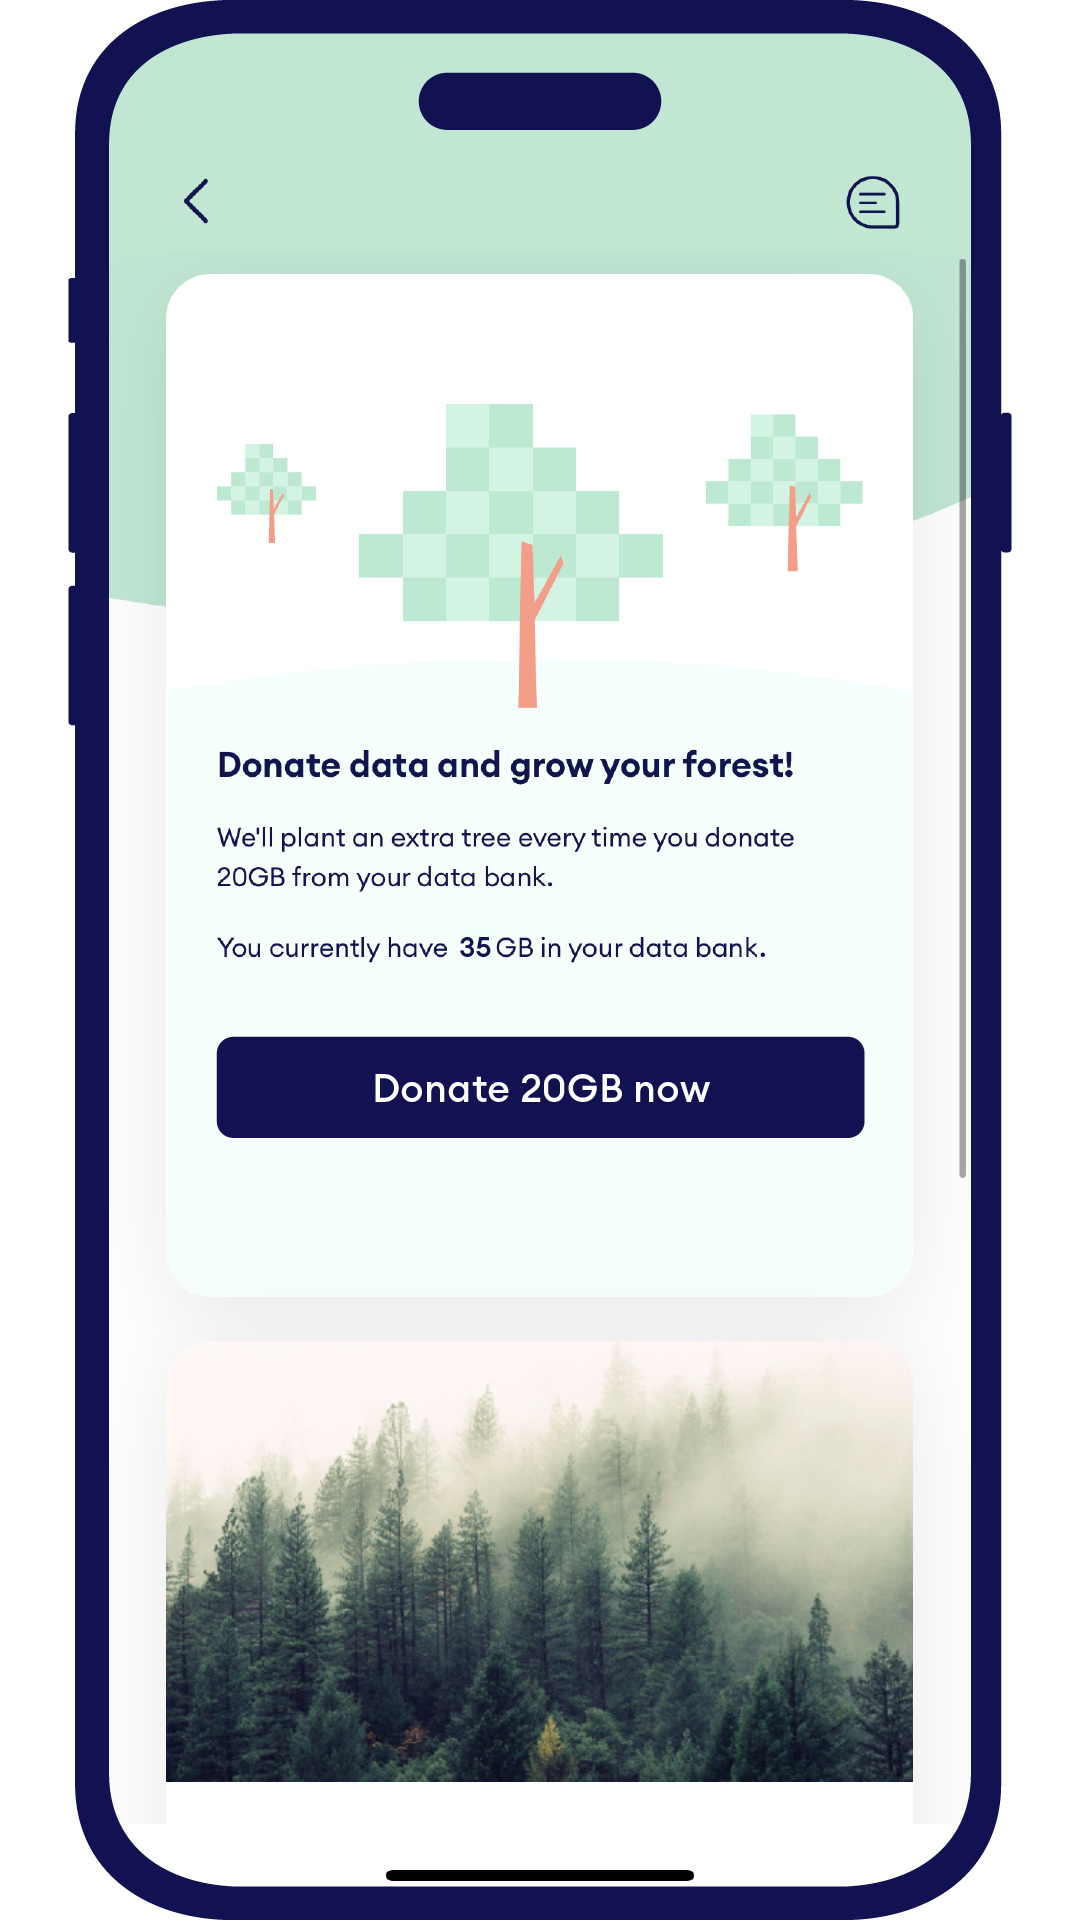 Donate data and grow your forest!
We'll plant an extra tree every time you donate
20GB from your data bank.
You currently have 35 GB in your data bank.
Donate 20GB now